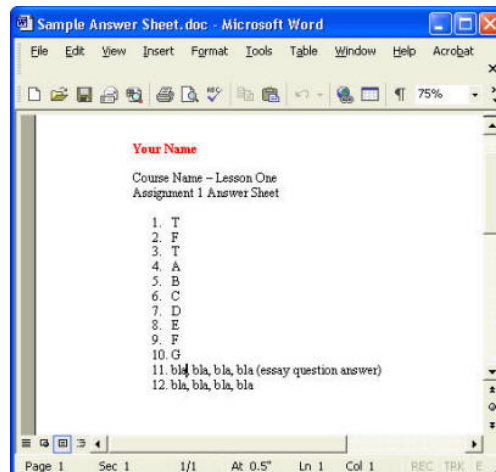 Sample Answer Sheet.doc - Microsoft Word
File Edit View Insert Format Tools Table Window Help Acrobat
75%
Your Name
Course Name – Lesson One
Assignment 1 Answer Sheet
1. T
2. F
3. T
4. A
5. B
6. C
7. D
8. E
9. F
10. G
11. bla, bla, bla, bla (essay question answer)
12. bla, bla, bla, bla
Page 1 Sec 1 1/1 At 0.5" Ln 1 Col 1 REC TRK E